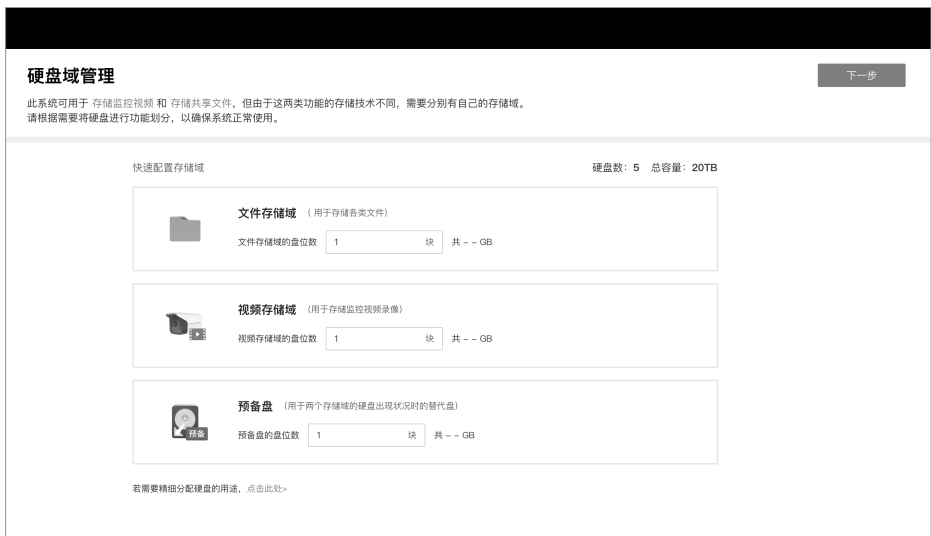 硬盘域管理
下一步
此系统可用于 存储监控视频 和 存储共享文件，但由于这两类功能的存储技术不同，需要分别有自己的存储域。
请根据需要将硬盘进行功能划分，以确保系统正常使用。
快速配置存储域
硬盘数：5 总容量：20TB
文件存储域 （ 用于存储各类文件）
文件存储域的盘位数 1 块 共 – – GB
视频存储域 （用于存储监控视频录像）
视频存储域的盘位数 1 块 共 – – GB
预备盘 （用于两个存储域的硬盘出现状况时的替代盘）
预备
预备盘的盘位数 1 块 共 – – GB
若需要精细分配硬盘的用途，点击此处>